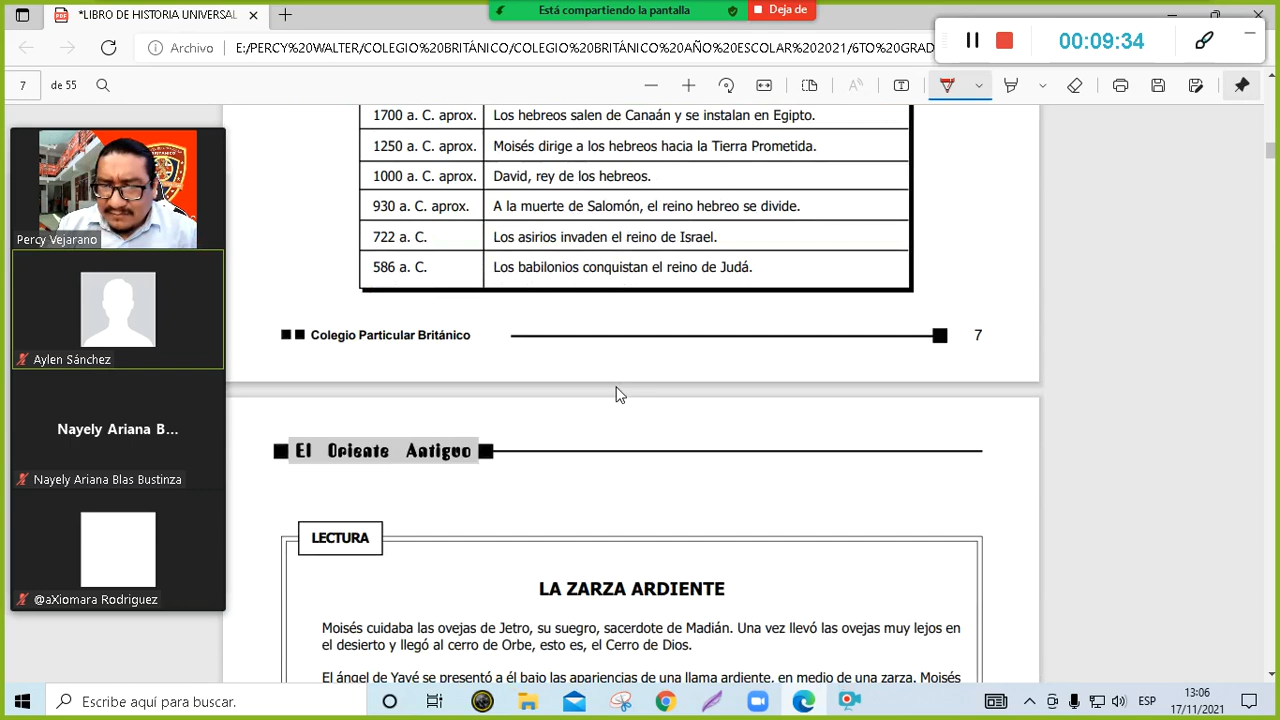 *LIBRO DE HISTORIA UNIVERSAL
Está compartiendo la pantalla
Deja de
Archivo
E:/PERCY%20WALTER/COLEGIO%20BRITÁNICO/COLEGIO%20BRITÁNICO%20AÑO%20ESCOLAR%202021/6TO%20GRAD
00:09:34
7
de 55
1700 a. C. aprox. Los hebreos salen de Canaán y se instalan en Egipto.
1250 a. C. aprox. Moisés dirige a los hebreos hacia la Tierra Prometida.
1000 a. C. aprox. David, rey de los hebreos.
930 a. C. aprox. A la muerte de Salomón, el reino hebreo se divide.
722 a. C. Los asirios invaden el reino de Israel.
586 a. C. Los babilonios conquistan el reino de Judá.
Colegio Particular Británico 7
El Oriente Antiguo
LECTURA
LA ZARZA ARDIENTE
Moisés cuidaba las ovejas de Jetro, su suegro, sacerdote de Madián. Una vez llevó las ovejas muy lejos en
el desierto y llegó al cerro de Orbe, esto es, el Cerro de Dios.
El ángel de Yavé se presentó a él bajo las apariencias de una llama ardiente, en medio de una zarza. Moisés
Percy Vejarano
Aylen Sánchez
Nayely Ariana B...
Nayely Ariana Blas Bustinza
@aXiomara Rodriguez
Escribe aquí para buscar.
ESP
13:06
17/11/2021